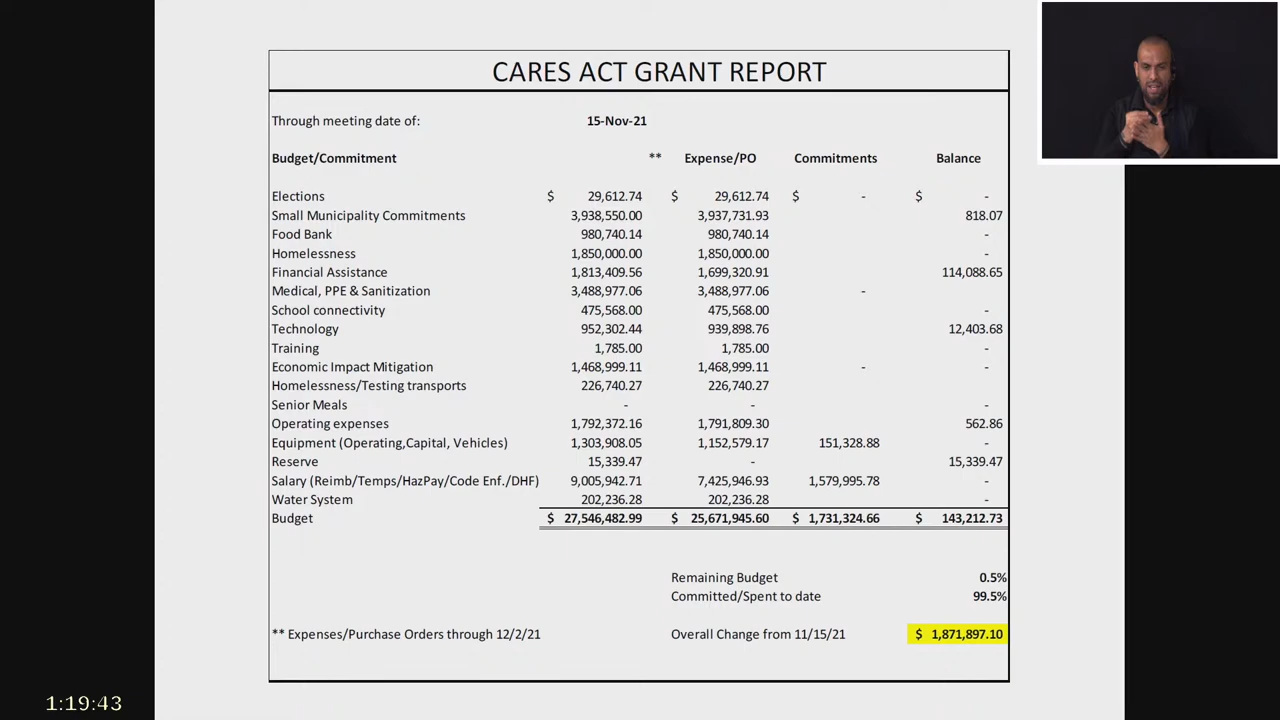 CARES ACT GRANT REPORT
Through meeting date of: 15-Nov-21
Budget/Commitment ** Expense/PO Commitments Balance
Elections $ 29,612.74 $ 29,612.74 $ - $ -
Small Municipality Commitments 3,938,550.00 3,937,731.93 818.07
Food Bank 980,740.14 980,740.14 -
Homelessness 1,850,000.00 1,850,000.00 -
Financial Assistance 1,813,409.56 1,699,320.91 114,088.65
Medical, PPE & Sanitization 3,488,977.06 3,488,977.06 -
School connectivity 475,568.00 475,568.00 -
Technology 952,302.44 939,898.76 12,403.68
Training 1,785.00 1,785.00 -
Economic Impact Mitigation 1,468,999.11 1,468,999.11 - -
Homelessness/Testing transports 226,740.27 226,740.27
Senior Meals - - -
Operating expenses 1,792,372.16 1,791,809.30 562.86
Equipment (Operating,Capital, Vehicles) 1,303,908.05 1,152,579.17 151,328.88 -
Reserve 15,339.47 - 15,339.47
Salary (Reimb/Temps/HazPay/Code Enf./DHF) 9,005,942.71 7,425,946.93 1,579,995.78 -
Water System 202,236.28 202,236.28 -
Budget $ 27,546,482.99 $ 25,671,945.60 $ 1,731,324.66 $ 143,212.73
Remaining Budget 0.5%
Committed/Spent to date 99.5%
** Expenses/Purchase Orders through 12/2/21 Overall Change from 11/15/21 $ 1,871,897.10
1:19:43